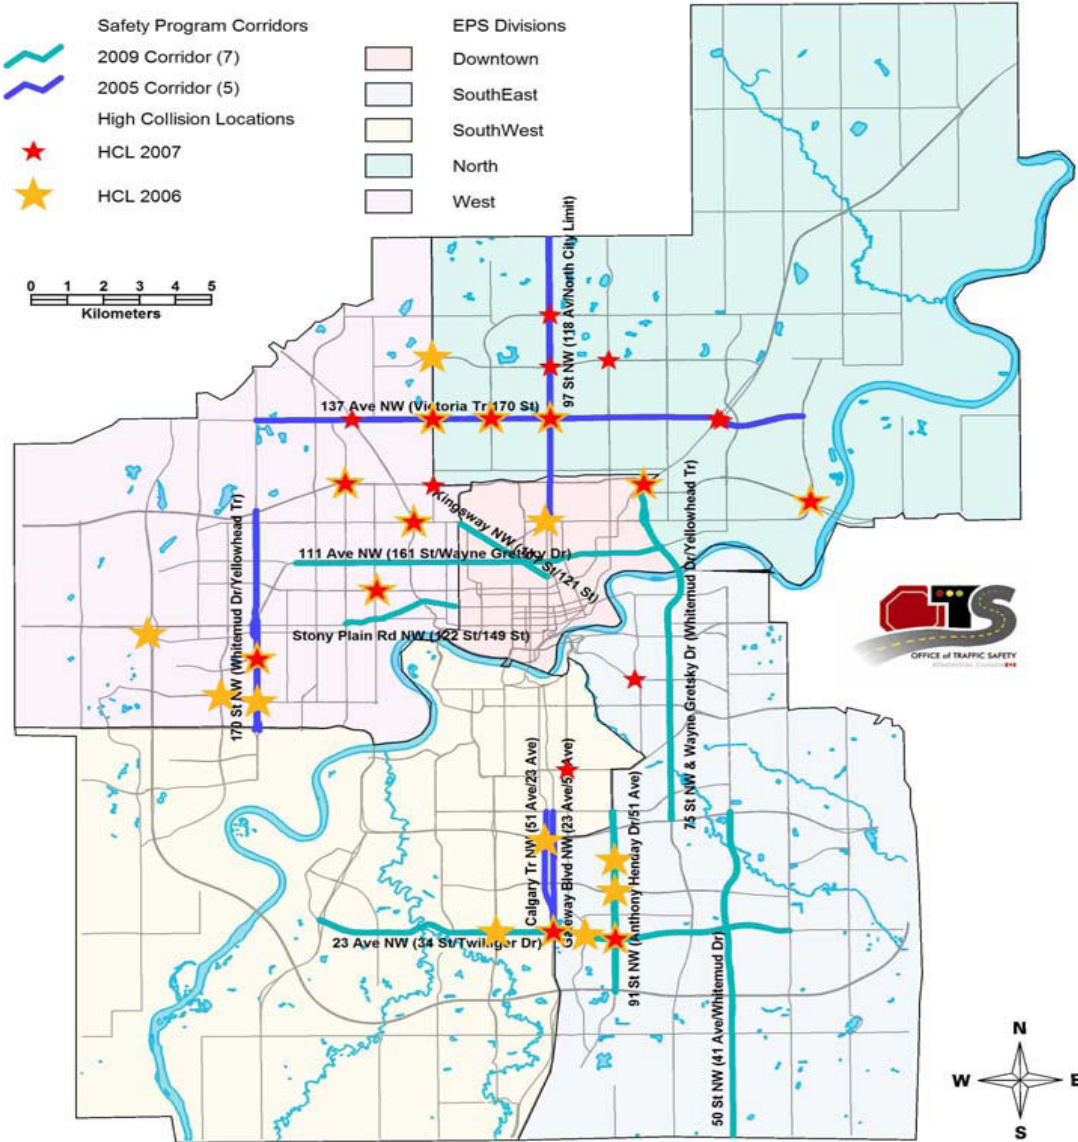 Safety Program Corridors
2009 Corridor (7)
2005 Corridor (5)
High Collision Locations
HCL 2007
HCL 2006
EPS Divisions
Downtown
SouthEast
SouthWest
North
West
0 1 2 3 4 5
Kilometers
97 St NW (118 Av/North City Limit)
137 Ave NW (Victoria Tr/170 St)
Kingsway NW (101 St/121 St)
111 Ave NW (161 St/Wayne Gretsky Dr)
Stony Plain Rd NW (122 St/149 St)
170 St NW (Whitemud Dr/Yellowhead Tr)
75 St NW & Wayne Gretsky Dr (Whitemud Dr/Yellowhead Tr)
OTS
OFFICE of TRAFFIC SAFETY
Calgary Tr NW (51 Ave/23 Ave)
Gateway Blvd NW (23 Ave/51 Ave)
91 St NW (Anthony Henday Dr/51 Ave)
23 Ave NW (34 St/Twilliger Dr)
50 St NW (41 Ave/Whitemud Dr)
N
W E
S